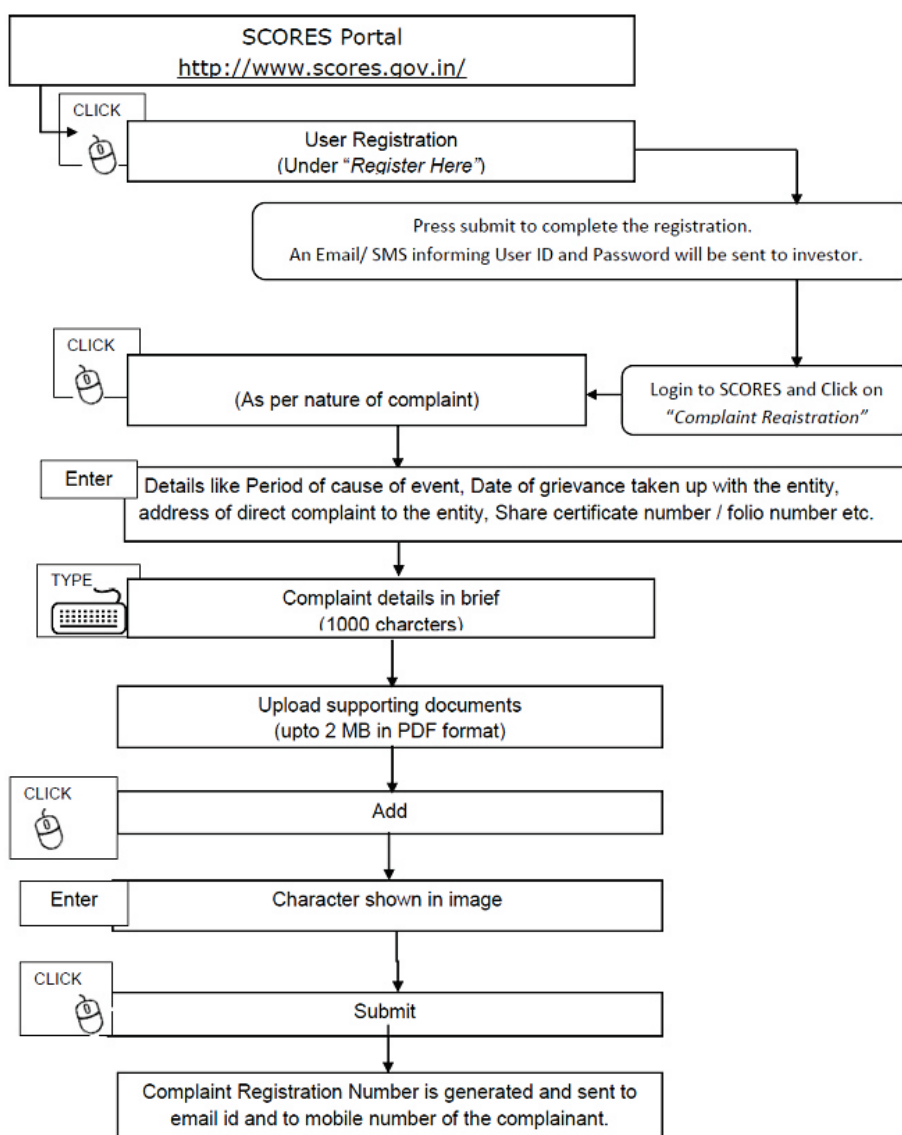 SCORES Portal
http://www.scores.gov.in/
CLICK
User Registration
(Under “Register Here”)
Press submit to complete the registration.
An Email/ SMS informing User ID and Password will be sent to investor.
CLICK
(As per nature of complaint)
Login to SCORES and Click on
“Complaint Registration”
Enter
Details like Period of cause of event, Date of grievance taken up with the entity,
address of direct complaint to the entity, Share certificate number / folio number etc.
TYPE
Complaint details in brief
(1000 charcters)
Upload supporting documents
(upto 2 MB in PDF format)
CLICK
Add
Enter
Character shown in image
CLICK
Submit
Complaint Registration Number is generated and sent to
email id and to mobile number of the complainant.